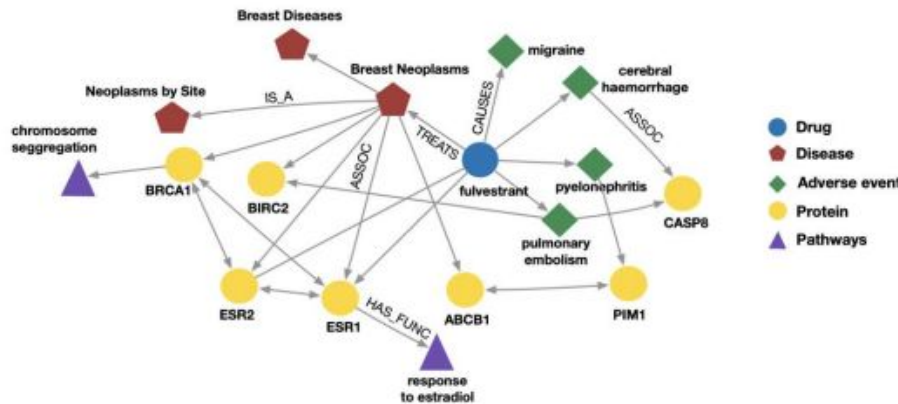 Breast Diseases
migraine
Breast Neoplasms
cerebral
haemorrhage
Neoplasms by Site
IS_A
CAUSES
ASSOC
chromosome
seggregation
TREATS
Drug
Disease
ASSOC
BRCA1
BIRC2
fulvestrant
pyelonephritis
Adverse event
CASP8
Protein
pulmonary
embolism
Pathways
ESR2
ESR1
HAS_FUNC
ABCB1
PIM1
response
to estradiol